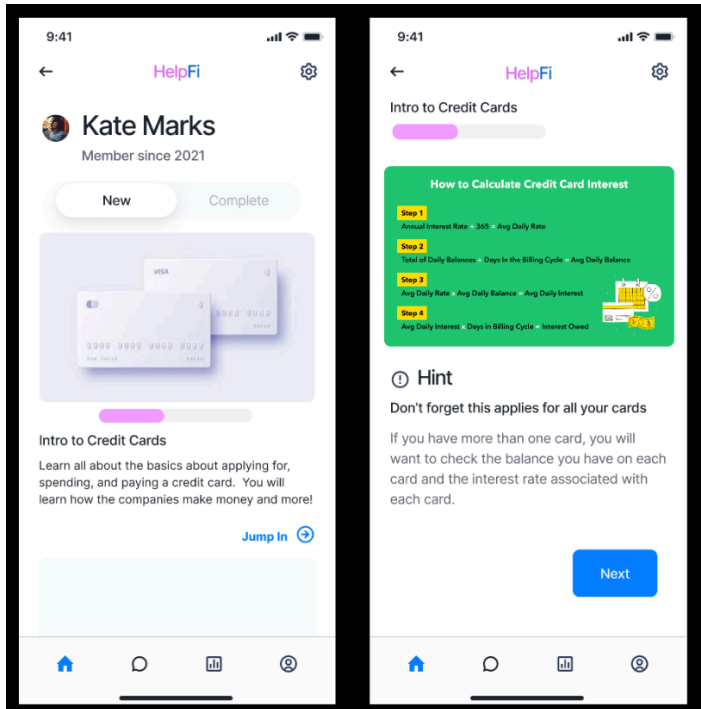 9:41
HelpFi
Kate Marks
Member since 2021
New
Complete
VISA
Intro to Credit Cards
Learn all about the basics about applying for,
spending, and paying a credit card. You will
learn how the companies make money and more!
Jump In
9:41
HelpFi
Intro to Credit Cards
How to Calculate Credit Card Interest
Step 1
Annual Interest Rate ÷ 365 = Avg Daily Rate
Step 2
Total of Daily Balances ÷ Days In the Billing Cycle = Avg Daily Balance
Step 3
Avg Daily Rate x Avg Daily Balance = Avg Daily Interest
Step 4
Avg Daily Interest x Days in Billing Cycle = Interest Owed
%
Hint
Don't forget this applies for all your cards
If you have more than one card, you will
want to check the balance you have on each
card and the interest rate associated with
each card.
Next